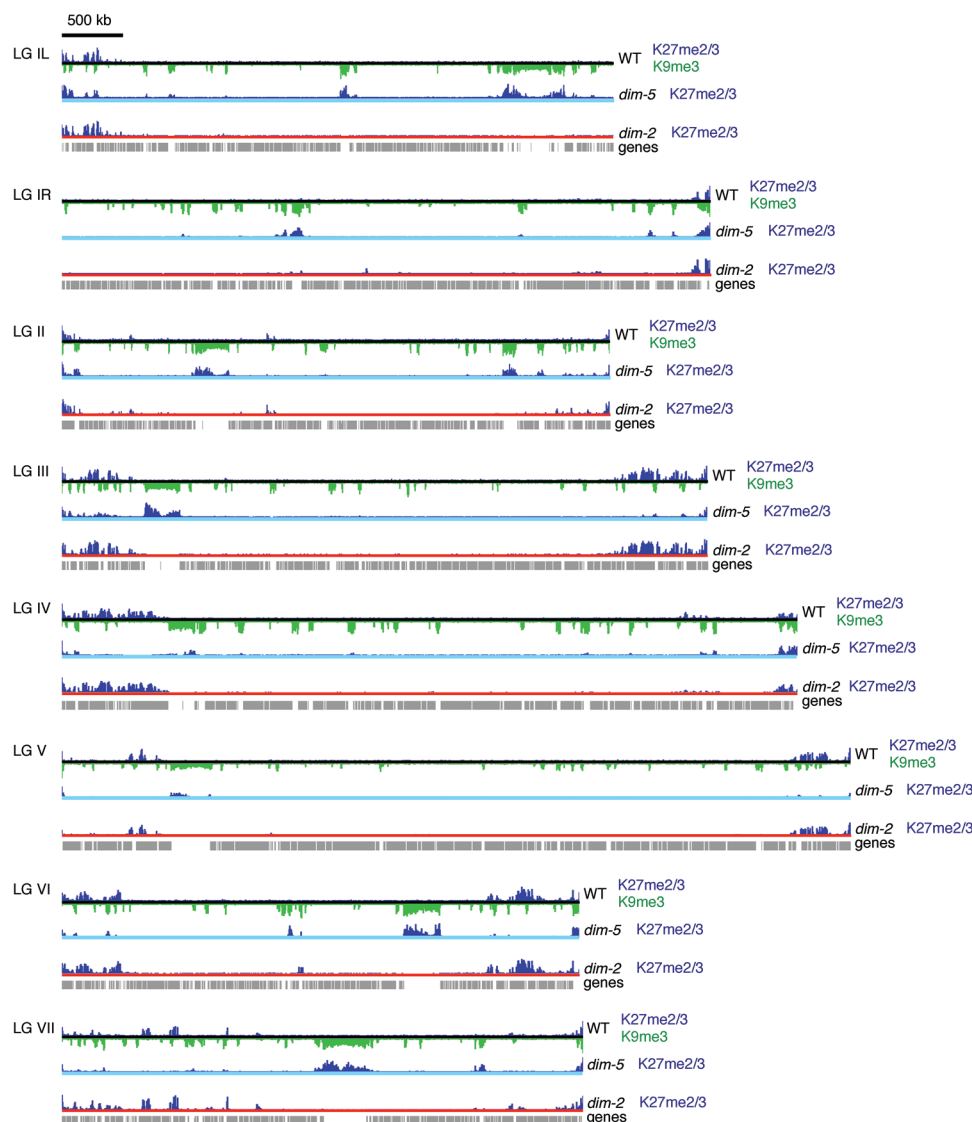 500 kb
LG IL
WT K27me2/3
K9me3
dim-5 K27me2/3
dim-2 K27me2/3
genes
LG IR
WT K27me2/3
K9me3
dim-5 K27me2/3
dim-2 K27me2/3
genes
LG II
WT K27me2/3
K9me3
dim-5 K27me2/3
dim-2 K27me2/3
genes
LG III
WT K27me2/3
K9me3
dim-5 K27me2/3
dim-2 K27me2/3
genes
LG IV
WT K27me2/3
K9me3
dim-5 K27me2/3
dim-2 K27me2/3
genes
LG V
WT K27me2/3
K9me3
dim-5 K27me2/3
dim-2 K27me2/3
genes
LG VI
WT K27me2/3
K9me3
dim-5 K27me2/3
dim-2 K27me2/3
genes
LG VII
WT K27me2/3
K9me3
dim-5 K27me2/3
dim-2 K27me2/3
genes